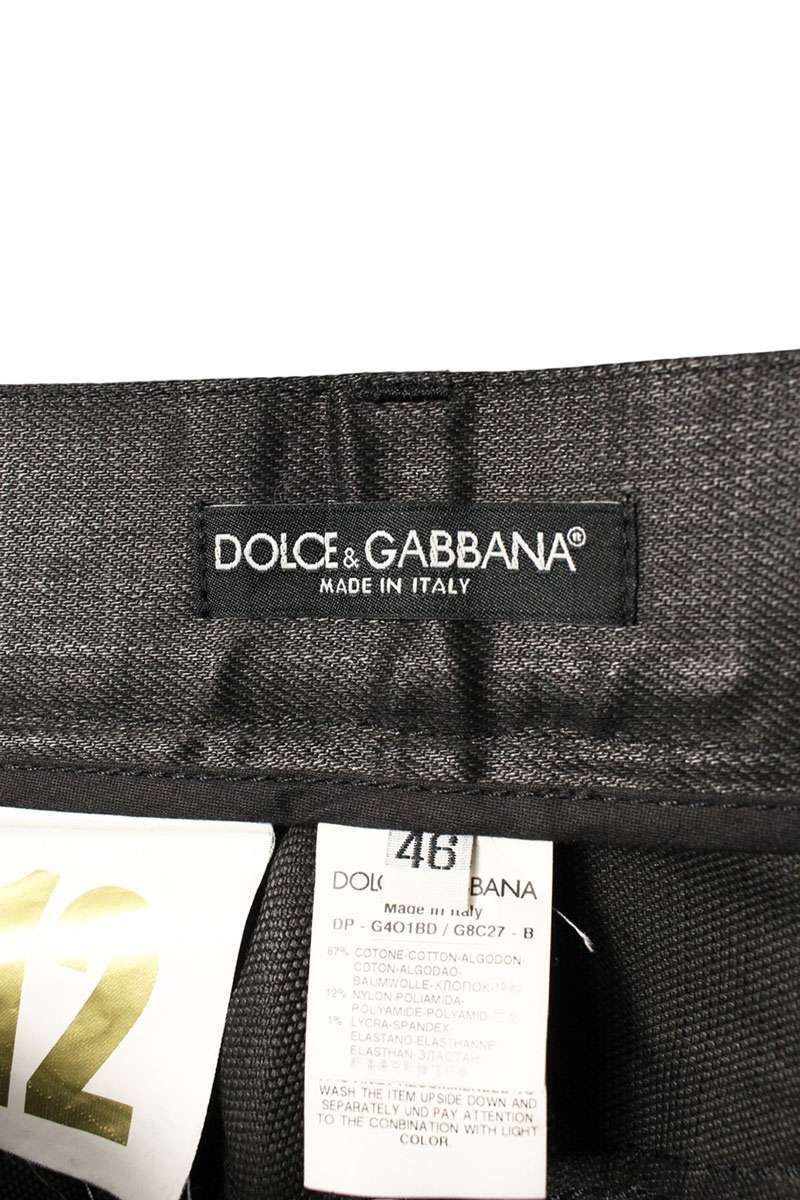 DOLCE & GABBANA®
MADE IN ITALY
12
46
DOLC BBANA
Made in Italy
DP - G4O1BD / G8C27 - B
87% COTONE-COTTON-ALGODON-
COTON-ALGODAO-
BAUMWOLLE-ХЛОПОК-
12% NYLON-POLIAMIDA-
POLYAMIDE-POLYAMID-
1% LYCRA-SPANDEX-
ELASTANO-ELASTHANNE
ELASTHAN-ЭЛАСТАН
WASH THE ITEM UPSIDE DOWN AND
SEPARATELY UND PAY ATTENTION
TO THE CONBINATION WITH LIGHT
COLOR.